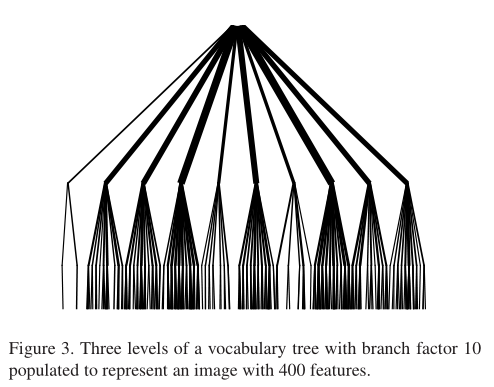 Figure 3. Three levels of a vocabulary tree with branch factor 10
populated to represent an image with 400 features.